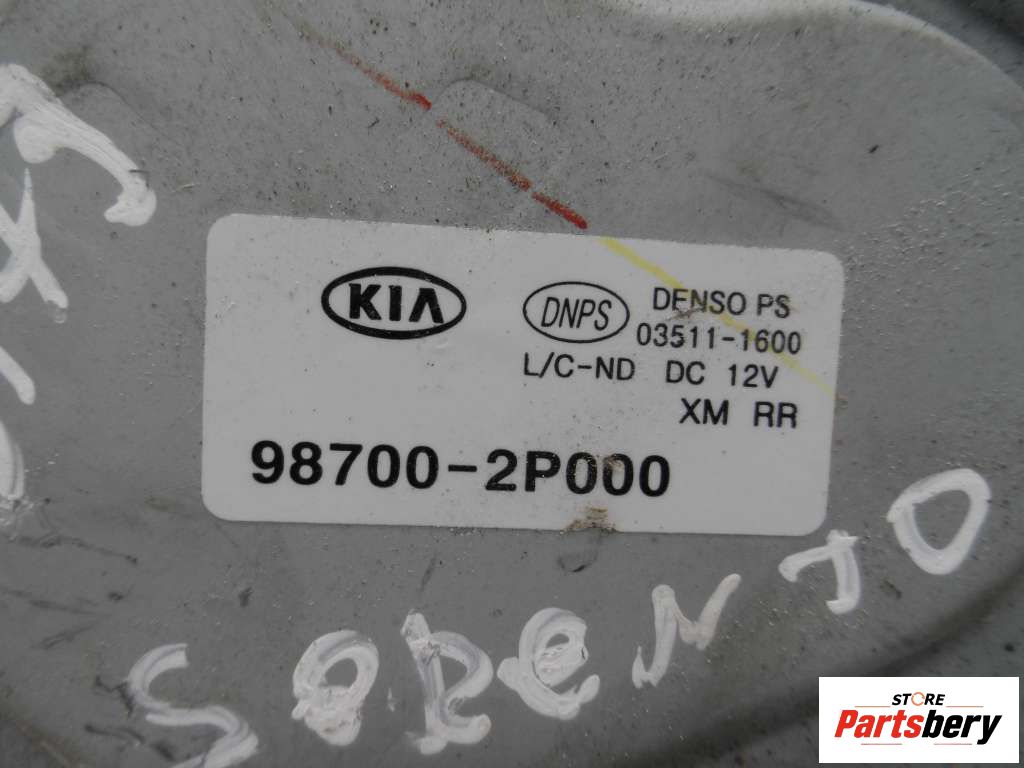 KIA
DNPS
DENSO PS
03511-1600
L/C-ND DC 12V
XM RR
98700-2P000
SORENTO
STORE
Partsbery